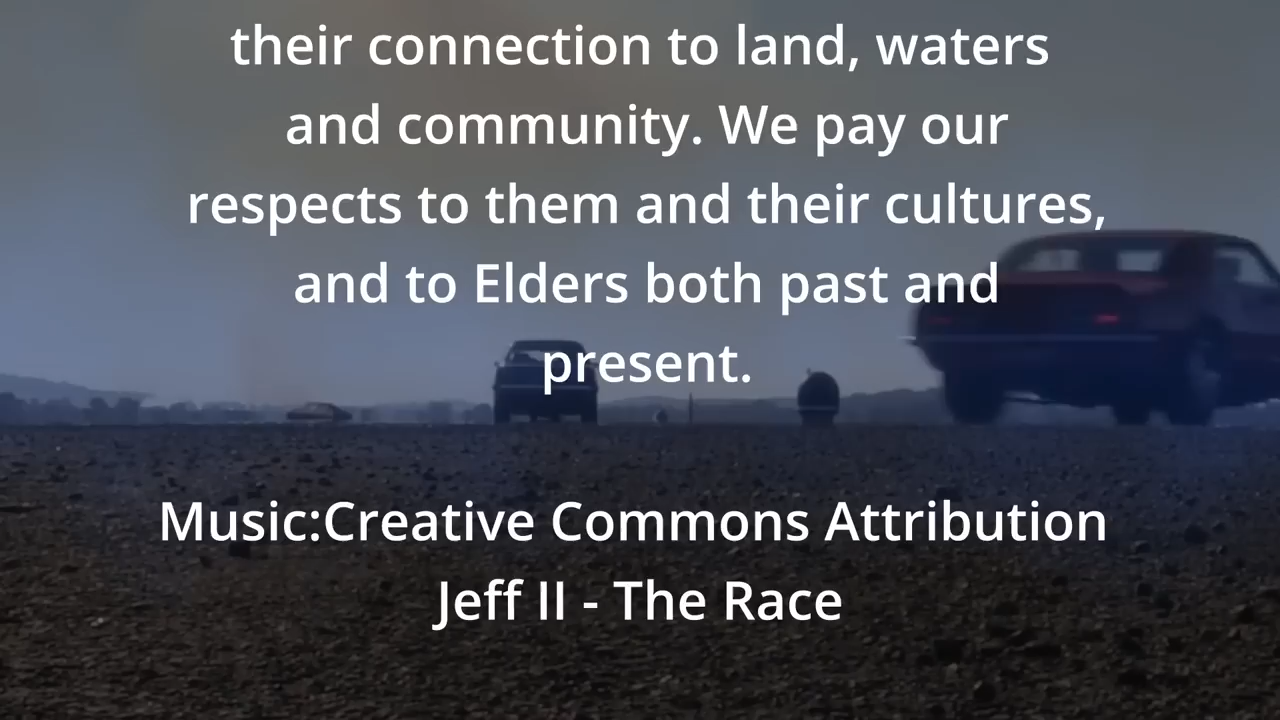 their connection to land, waters
and community. We pay our
respects to them and their cultures,
and to Elders both past and
present.
Music:Creative Commons Attribution
Jeff II - The Race